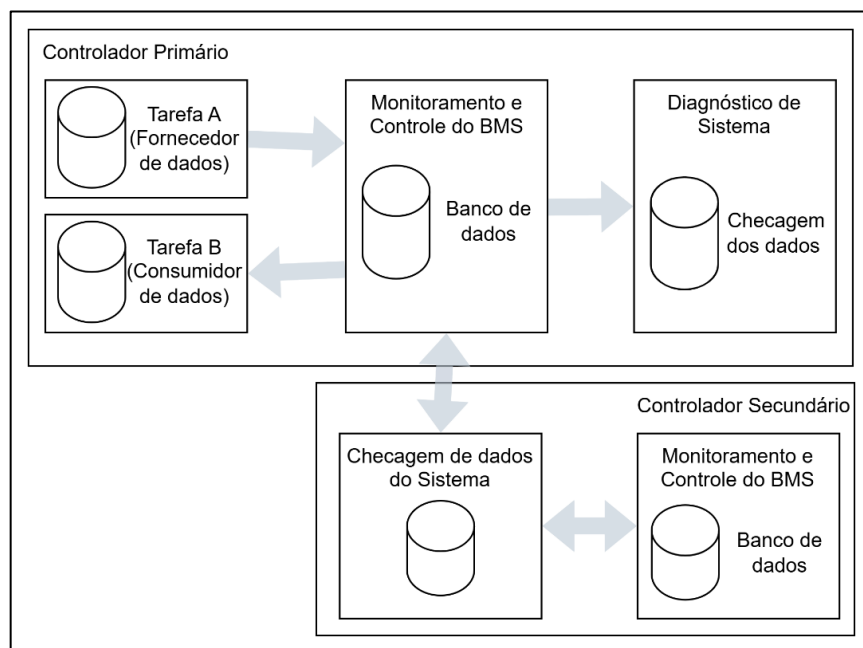 Controlador Primário
Tarefa A
(Fornecedor
de dados)
Monitoramento e
Controle do BMS
Banco de
dados
Diagnóstico de
Sistema
Checagem
dos dados
Tarefa B
(Consumidor
de dados)
Controlador Secundário
Checagem de dados
do Sistema
Monitoramento e
Controle do BMS
Banco de
dados